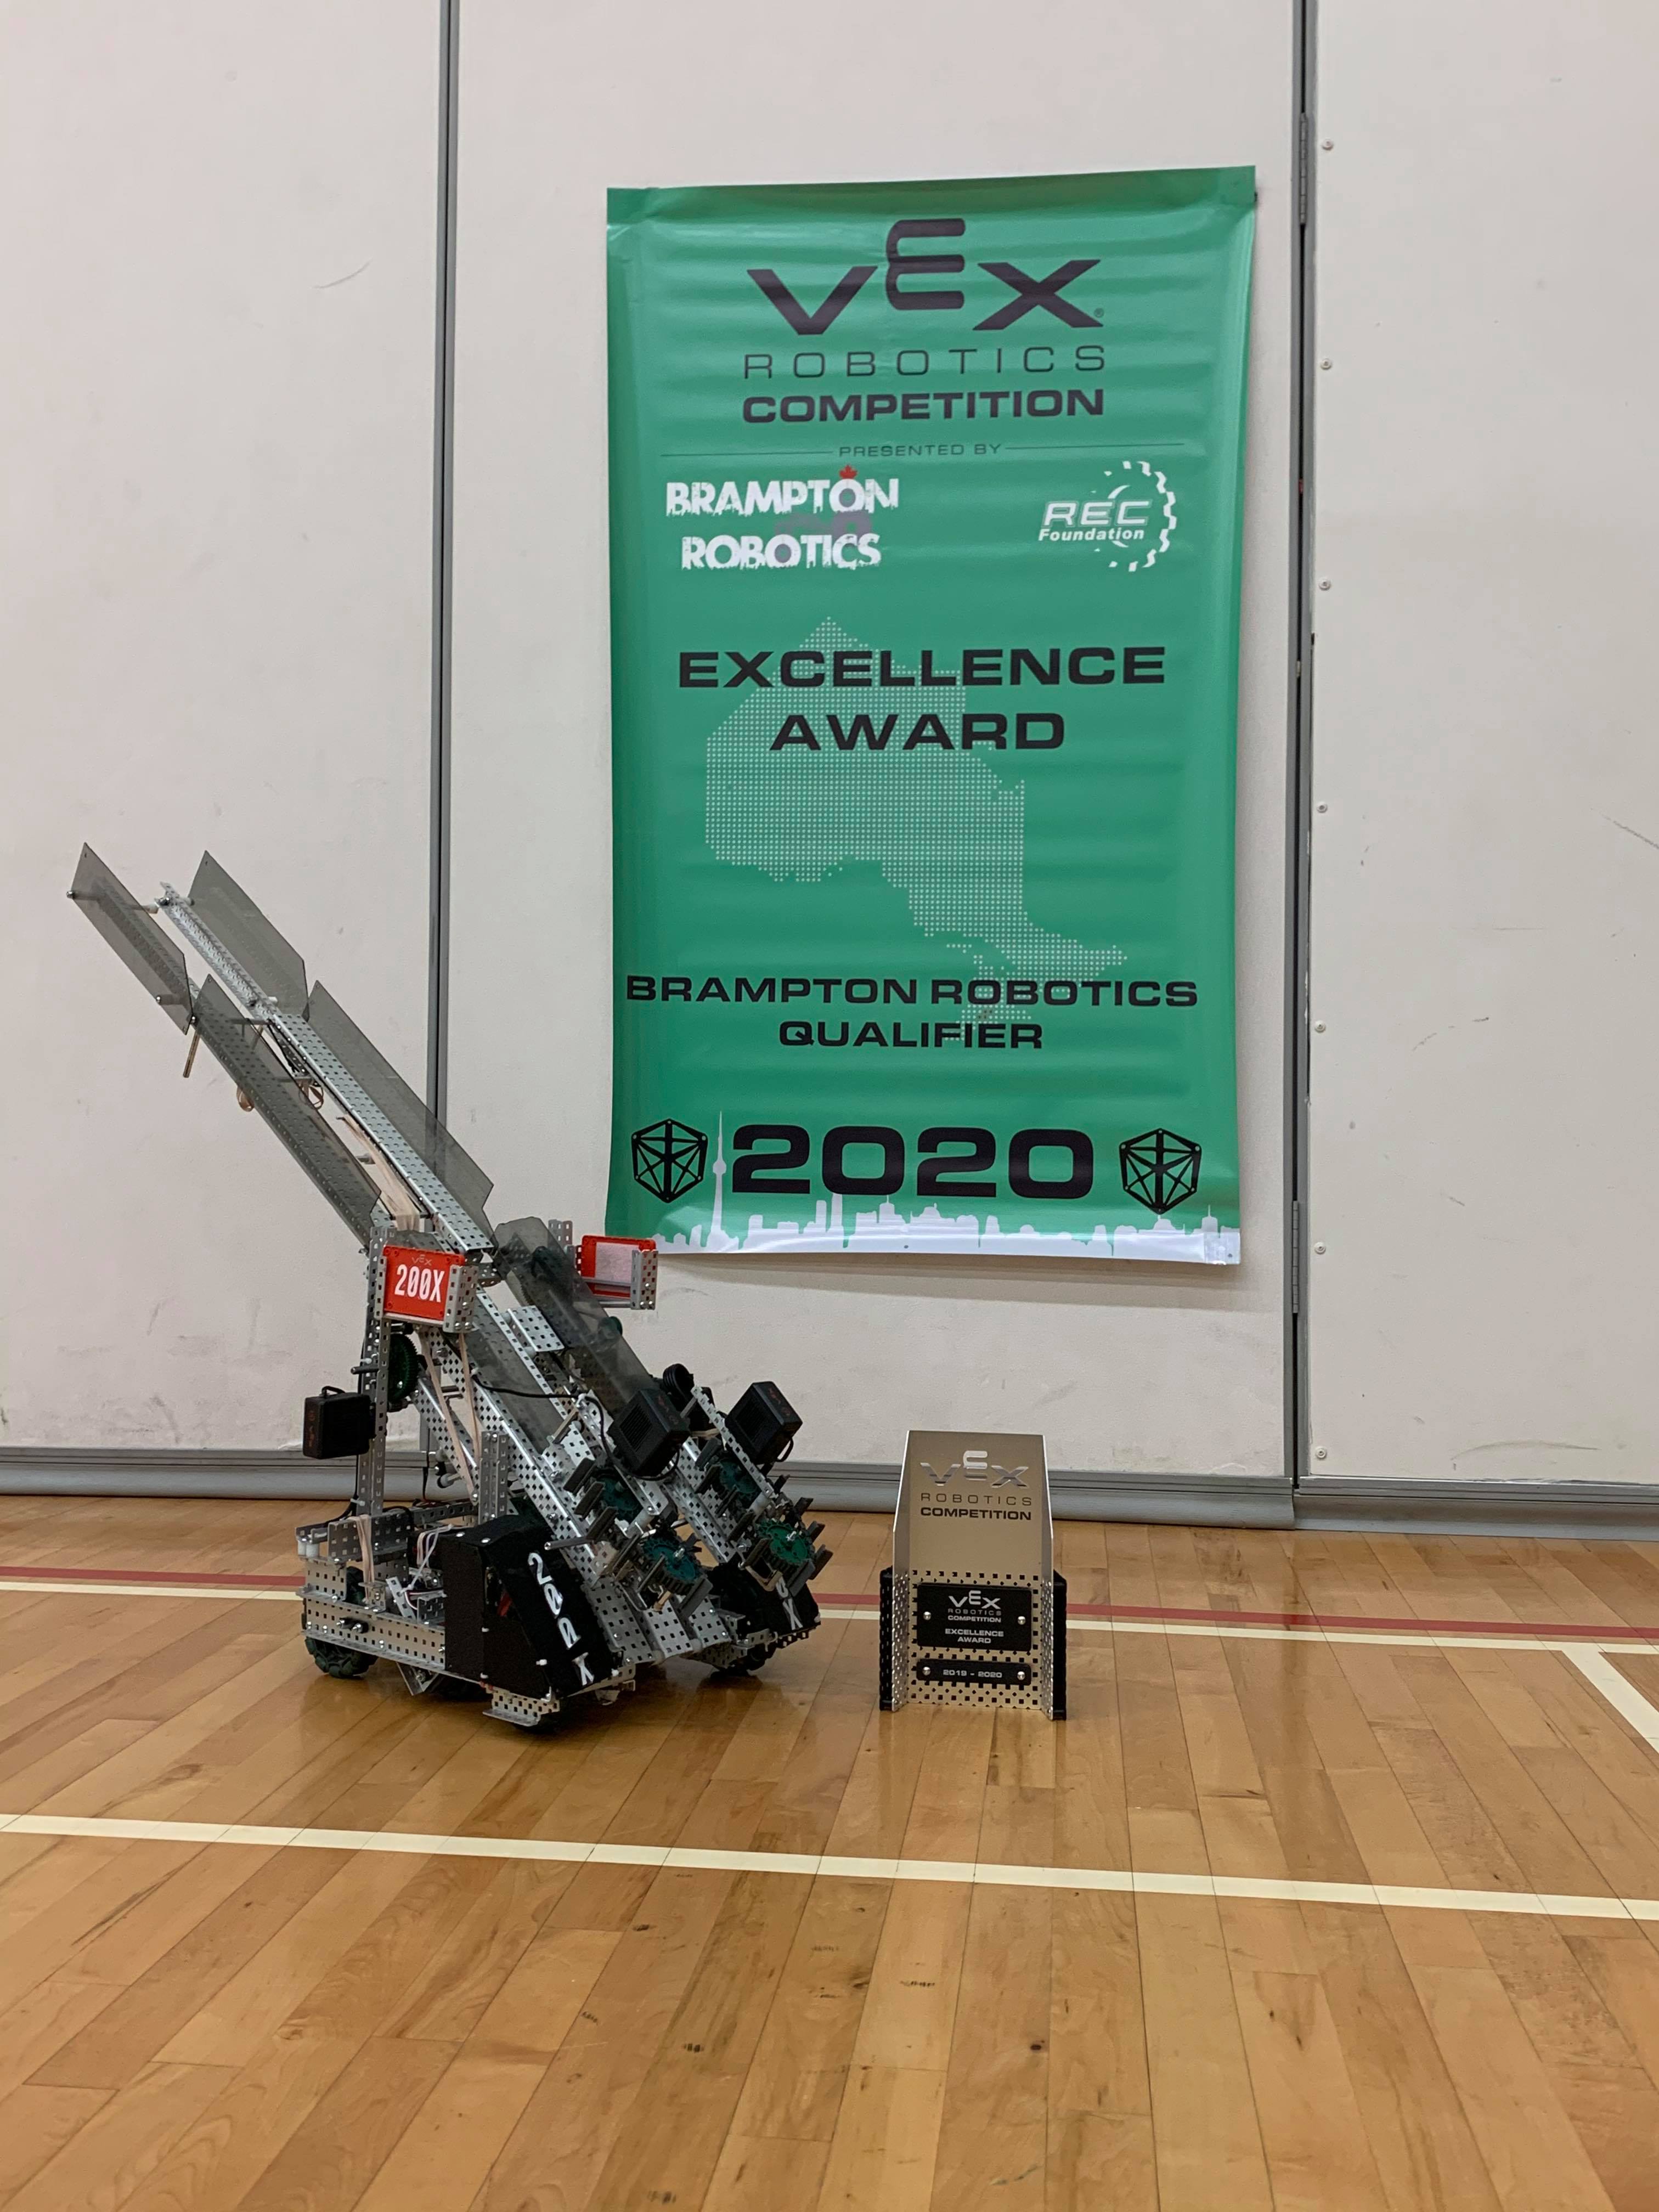 VEX
ROBOTICS
COMPETITION
PRESENTED BY
BRAMPTON
ROBOTICS
REC
Foundation
EXCELLENCE
AWARD
BRAMPTON ROBOTICS
QUALIFIER
2020
VEX
200X
200X
X
VEX
ROBOTICS
COMPETITION
VEX
ROBOTICS
COMPETITION
EXCELLENCE
AWARD
2019 - 2020